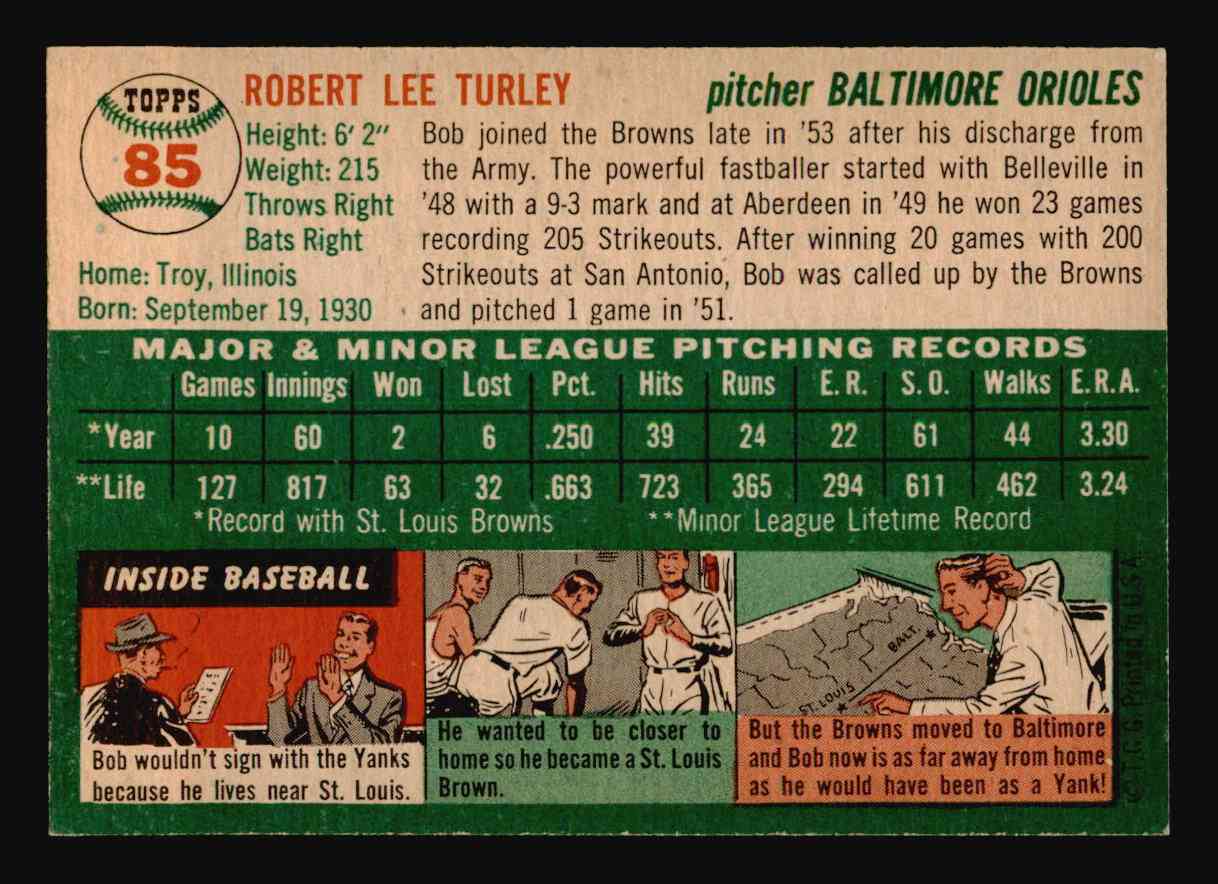 TOPPS
85
ROBERT LEE TURLEY
pitcher BALTIMORE ORIOLES
Height: 6' 2"
Weight: 215
Throws Right
Bats Right
Home: Troy, Illinois
Born: September 19, 1930
Bob joined the Browns late in '53 after his discharge from
the Army. The powerful fastballer started with Belleville in
'48 with a 9-3 mark and at Aberdeen in '49 he won 23 games
recording 205 Strikeouts. After winning 20 games with 200
Strikeouts at San Antonio, Bob was called up by the Browns
and pitched 1 game in '51.
MAJOR & MINOR LEAGUE PITCHING RECORDS
Games Innings Won Lost Pct. Hits Runs E. R. S. O. Walks E.R.A.
*Year 10 60 2 6 .250 39 24 22 61 44 3.30
**Life 127 817 63 32 .663 723 365 294 611 462 3.24
*Record with St. Louis Browns **Minor League Lifetime Record
INSIDE BASEBALL
Bob wouldn't sign with the Yanks
because he lives near St. Louis.
He wanted to be closer to
home so he became a St. Louis
Brown.
BALT.
ST. LOUIS
But the Browns moved to Baltimore
and Bob now is as far away from home
as he would have been as a Yank!
© T.C.G. Printed in U.S.A.